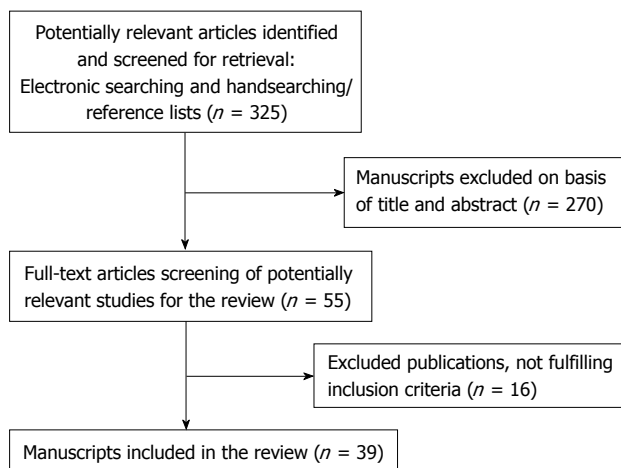 Potentially relevant articles identified
and screened for retrieval:
Electronic searching and handsearching/
reference lists (n = 325)
Manuscripts excluded on basis
of title and abstract (n = 270)
Full-text articles screening of potentially
relevant studies for the review (n = 55)
Excluded publications, not fulfilling
inclusion criteria (n = 16)
Manuscripts included in the review (n = 39)